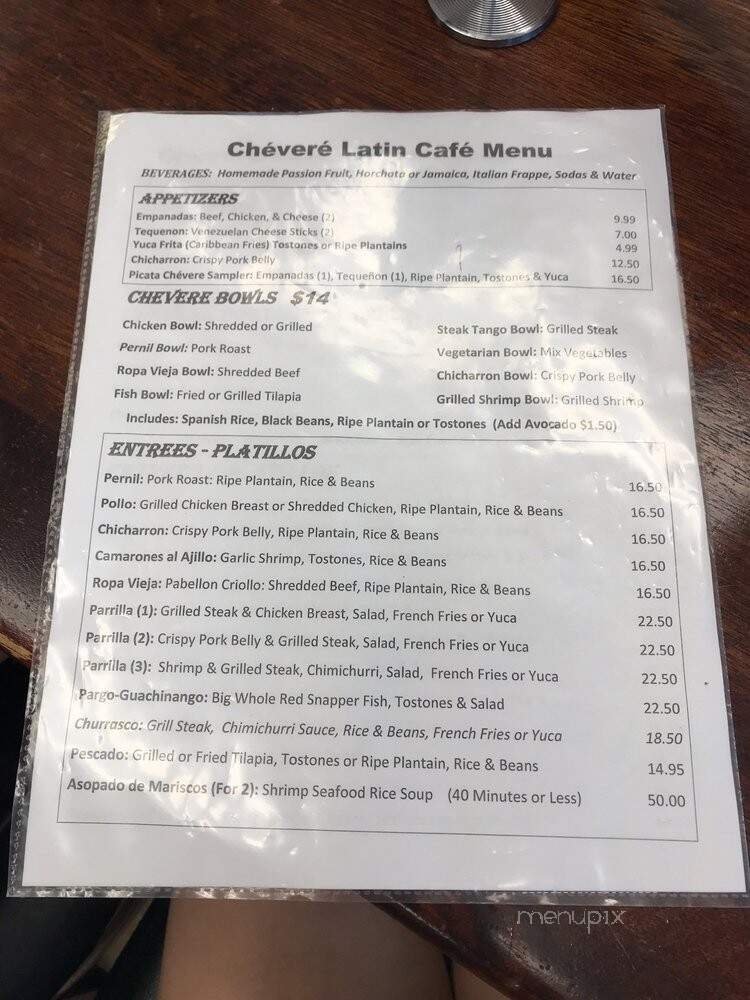 Chéveré Latin Café Menu
BEVERAGES: Homemade Passion Fruit, Horchata or Jamaica, Italian Frappe, Sodas & Water
APPETIZERS
Empanadas: Beef, Chicken, & Cheese (2) 9.99
Tequenon: Venezuelan Cheese Sticks (2) 7.00
Yuca Frita (Caribbean Fries) Tostones or Ripe Plantains 4.99
Chicharron: Crispy Pork Belly 12.50
Picata Chévere Sampler: Empanadas (1), Tequeñon (1), Ripe Plantain, Tostones & Yuca 16.50
CHEVERE BOWLS $14
Chicken Bowl: Shredded or Grilled Steak Tango Bowl: Grilled Steak
Pernil Bowl: Pork Roast Vegetarian Bowl: Mix Vegetables
Ropa Vieja Bowl: Shredded Beef Chicharron Bowl: Crispy Pork Belly
Fish Bowl: Fried or Grilled Tilapia Grilled Shrimp Bowl: Grilled Shrimp
Includes: Spanish Rice, Black Beans, Ripe Plantain or Tostones (Add Avocado $1.50)
ENTREES - PLATILLOS
Pernil: Pork Roast: Ripe Plantain, Rice & Beans 16.50
Pollo: Grilled Chicken Breast or Shredded Chicken, Ripe Plantain, Rice & Beans 16.50
Chicharron: Crispy Pork Belly, Ripe Plantain, Rice & Beans 16.50
Camarones al Ajillo: Garlic Shrimp, Tostones, Rice & Beans 16.50
Ropa Vieja: Pabellon Criollo: Shredded Beef, Ripe Plantain, Rice & Beans 16.50
Parrilla (1): Grilled Steak & Chicken Breast, Salad, French Fries or Yuca 22.50
Parrilla (2): Crispy Pork Belly & Grilled Steak, Salad, French Fries or Yuca 22.50
Parrilla (3): Shrimp & Grilled Steak, Chimichurri, Salad, French Fries or Yuca 22.50
Pargo-Guachinango: Big Whole Red Snapper Fish, Tostones & Salad 22.50
Churrasco: Grill Steak, Chimichurri Sauce, Rice & Beans, French Fries or Yuca 18.50
Pescado: Grilled or Fried Tilapia, Tostones or Ripe Plantain, Rice & Beans 14.95
Asopado de Mariscos (For 2): Shrimp Seafood Rice Soup (40 Minutes or Less) 50.00
menupix